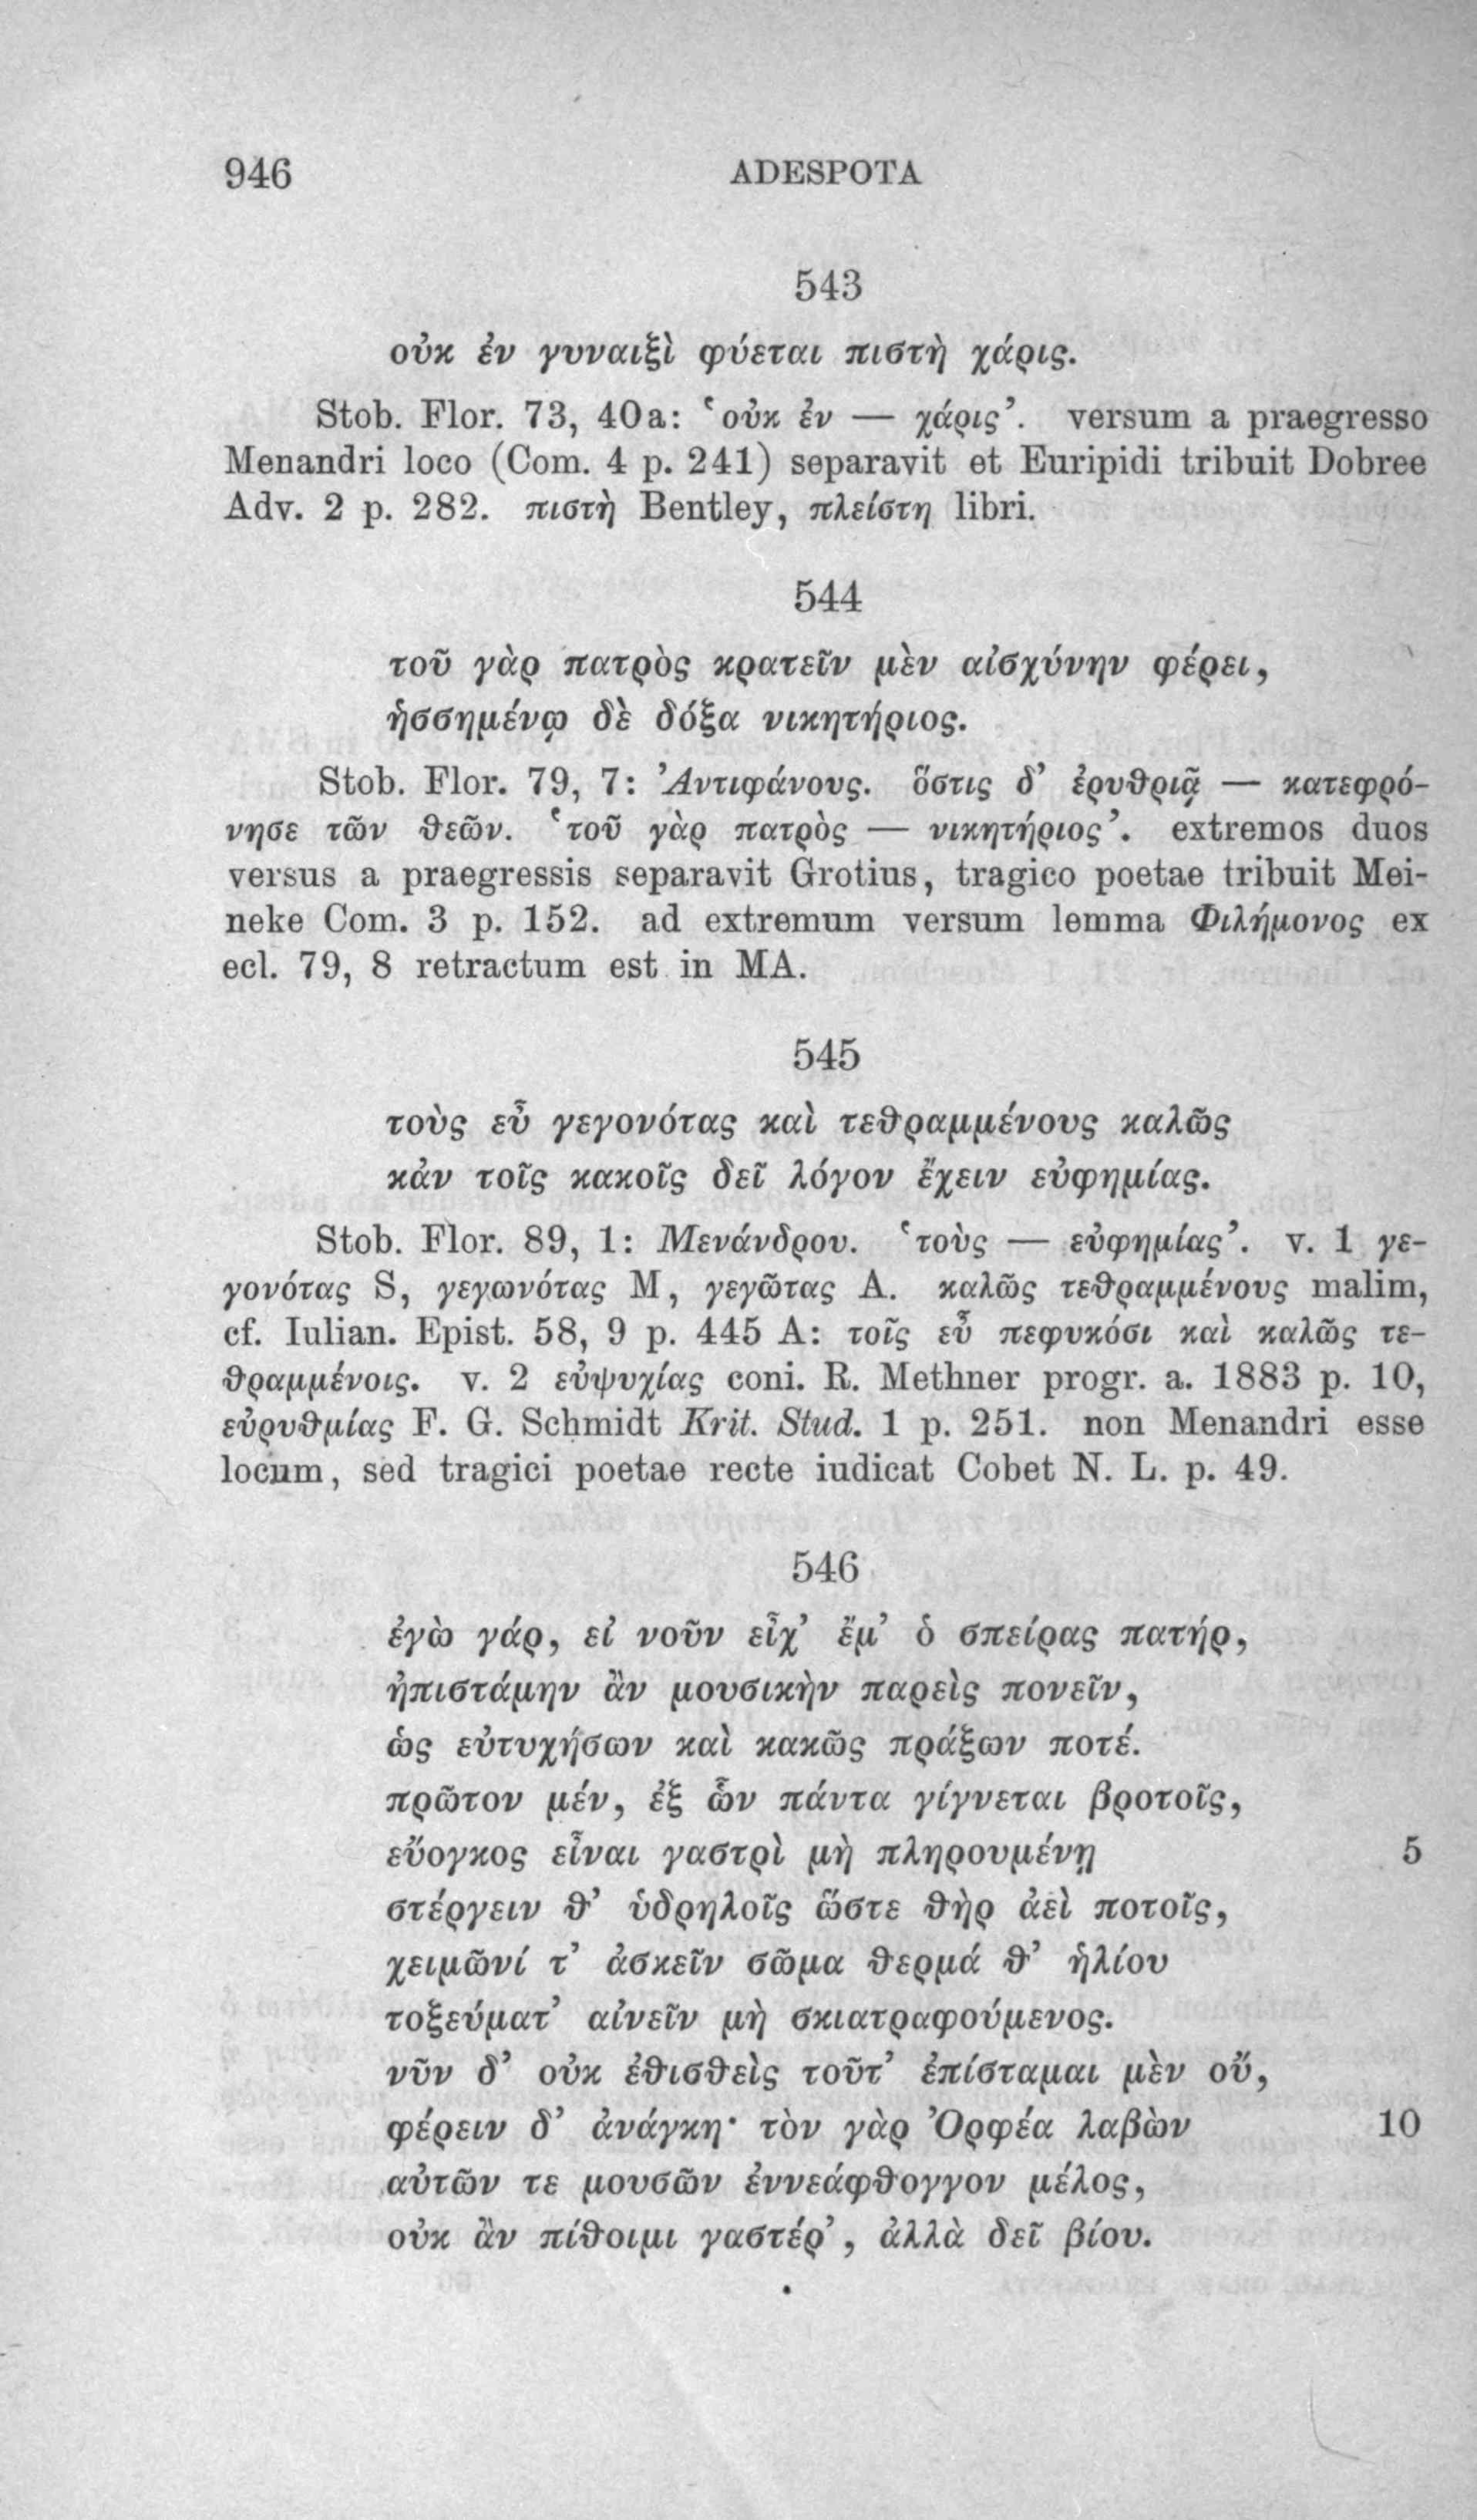 946 ADESPOTA
543
οὐκ ἐν γυναιξὶ φύεται πιστὴ χάρις.
Stob. Flor. 73, 40a: ‛οὐκ ἐν — χάρις’. versum a praegresso
Menandri loco (Com. 4 p. 241) separavit et Euripidi tribuit Dobree
Adv. 2 p. 282. πιστὴ Bentley, πλείστη libri.
544
τοῦ γὰρ πατρὸς κρατεῖν μὲν αἰσχύνην φέρει,
ἡσσημένῳ δὲ δόξα νικητήριος.
Stob. Flor. 79, 7: Ἀντιφάνους. ὅστις δ’ ἐρυθριᾷ — κατεφρό-
νησε τῶν θεῶν. ‛τοῦ γὰρ πατρὸς — νικητήριος’. extremos duos
versus a praegressis separavit Grotius, tragico poetae tribuit Mei-
neke Com. 3 p. 152. ad extremum versum lemma Φιλήμονος ex
ecl. 79, 8 retractum est in MA.
545
τοὺς εὖ γεγονότας καὶ τεθραμμένους καλῶς
κἀν τοῖς κακοῖς δεῖ λόγον ἔχειν εὐφημίας.
Stob. Flor. 89, 1: Μενάνδρου. ‛τοὺς — εὐφημίας’. v. 1 γε-
γονότας S, γεγωνότας M, γεγῶτας A. καλῶς τεθραμμένους malim,
cf. Iulian. Epist. 58, 9 p. 445 A: τοῖς εὖ πεφυκόσι καὶ καλῶς τε-
θραμμένοις. v. 2 εὐψυχίας coni. R. Methner progr. a. 1883 p. 10,
εὐρυθμίας F. G. Schmidt Krit. Stud. 1 p. 251. non Menandri esse
locum, sed tragici poetae recte iudicat Cobet N. L. p. 49.
546
ἐγὼ γάρ, εἰ νοῦν εἶχ’ ἔμ’ ὁ σπείρας πατήρ,
ἠπιστάμην ἂν μουσικὴν παρεὶς πονεῖν,
ὡς εὐτυχήσων καὶ κακῶς πράξων ποτέ.
πρῶτον μέν, ἐξ ὧν πάντα γίγνεται βροτοῖς,
εὔογκος εἶναι γαστρὶ μὴ πληρουμένῃ 5
στέργειν θ’ ὑδρηλοῖς ὥστε θὴρ ἀεὶ ποτοῖς,
χειμῶνί τ’ ἀσκεῖν σῶμα θερμά θ’ ἡλίου
τοξεύματ’ αἰνεῖν μὴ σκιατραφούμενος.
νῦν δ’ οὐκ ἐθισθεὶς τοῦτ’ ἐπίσταμαι μὲν οὔ,
φέρειν δ’ ἀνάγκη· τὸν γὰρ Ὀρφέα λαβὼν 10
αὐτῶν τε μουσῶν ἐννεάφθογγον μέλος,
οὐκ ἂν πίθοιμι γαστέρ’, ἀλλὰ δεῖ βίου.